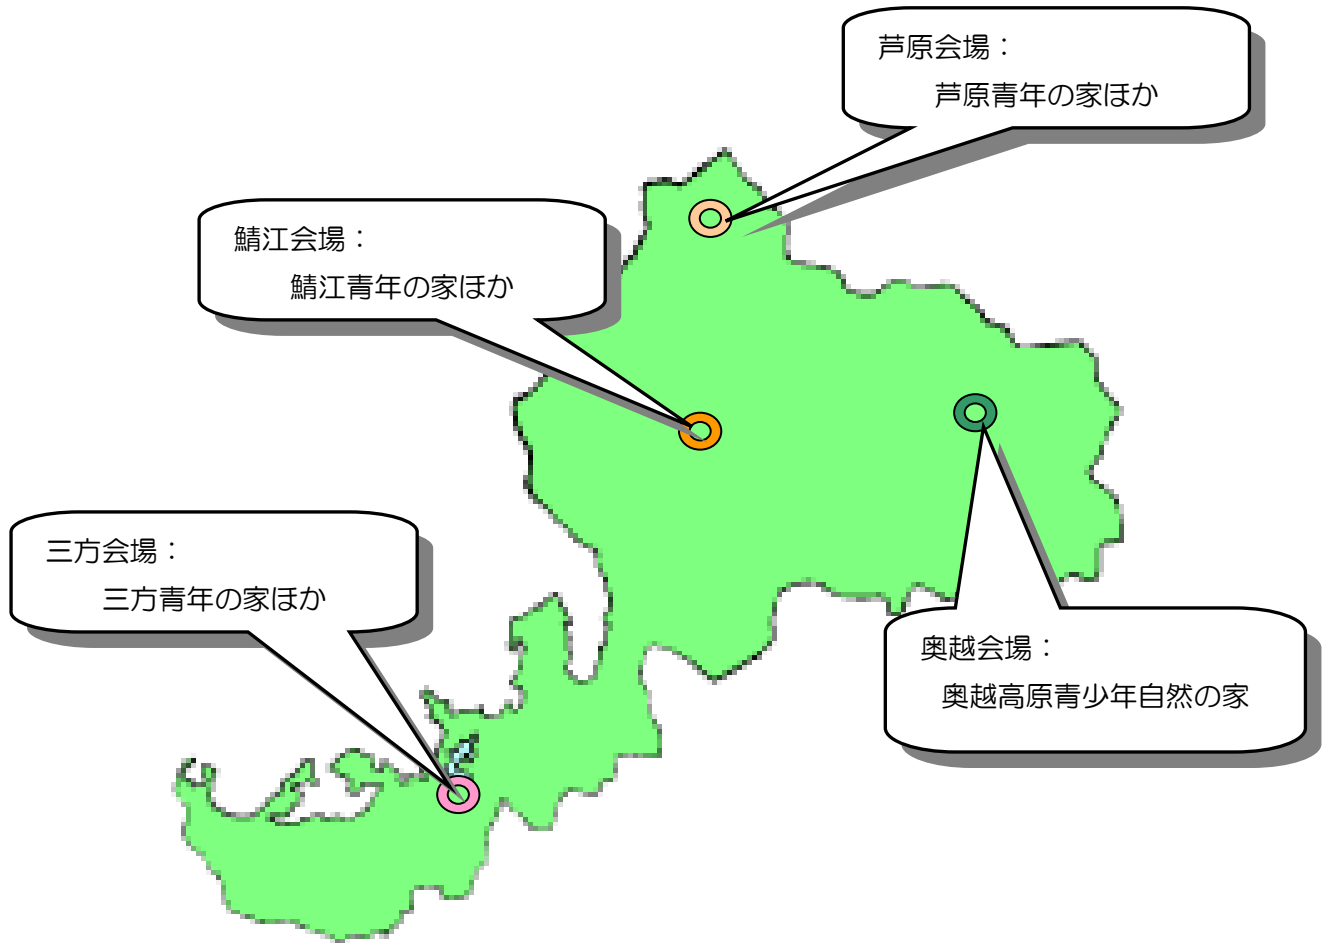 芦原会場：
芦原青年の家ほか
鯖江会場：
鯖江青年の家ほか
三方会場：
三方青年の家ほか
奥越会場：
奥越高原青少年自然の家